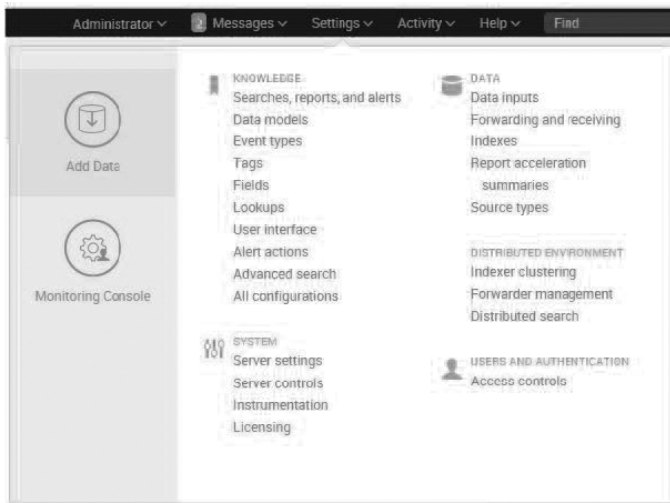 Administrator Messages Settings Activity Help Find
Add Data
Monitoring Console
KNOWLEDGE
Searches, reports, and alerts
Data models
Event types
Tags
Fields
Lookups
User interface
Alert actions
Advanced search
All configurations
SYSTEM
Server settings
Server controls
Instrumentation
Licensing
DATA
Data inputs
Forwarding and receiving
Indexes
Report acceleration
summaries
Source types
DISTRIBUTED ENVIRONMENT
Indexer clustering
Forwarder management
Distributed search
USERS AND AUTHENTICATION
Access controls